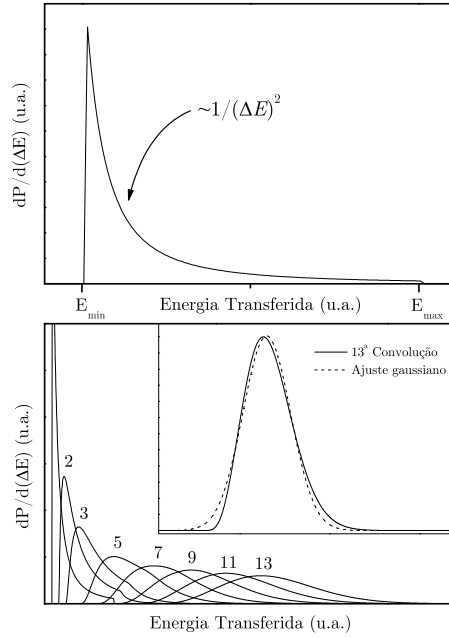 dP/d(ΔE) (u.a.)
~1/(ΔE)²
E_min
Energia Transferida (u.a.)
E_max
dP/d(ΔE) (u.a.)
13ª Convolução
Ajuste gaussiano
2
3
5
7
9
11
13
Energia Transferida (u.a.)